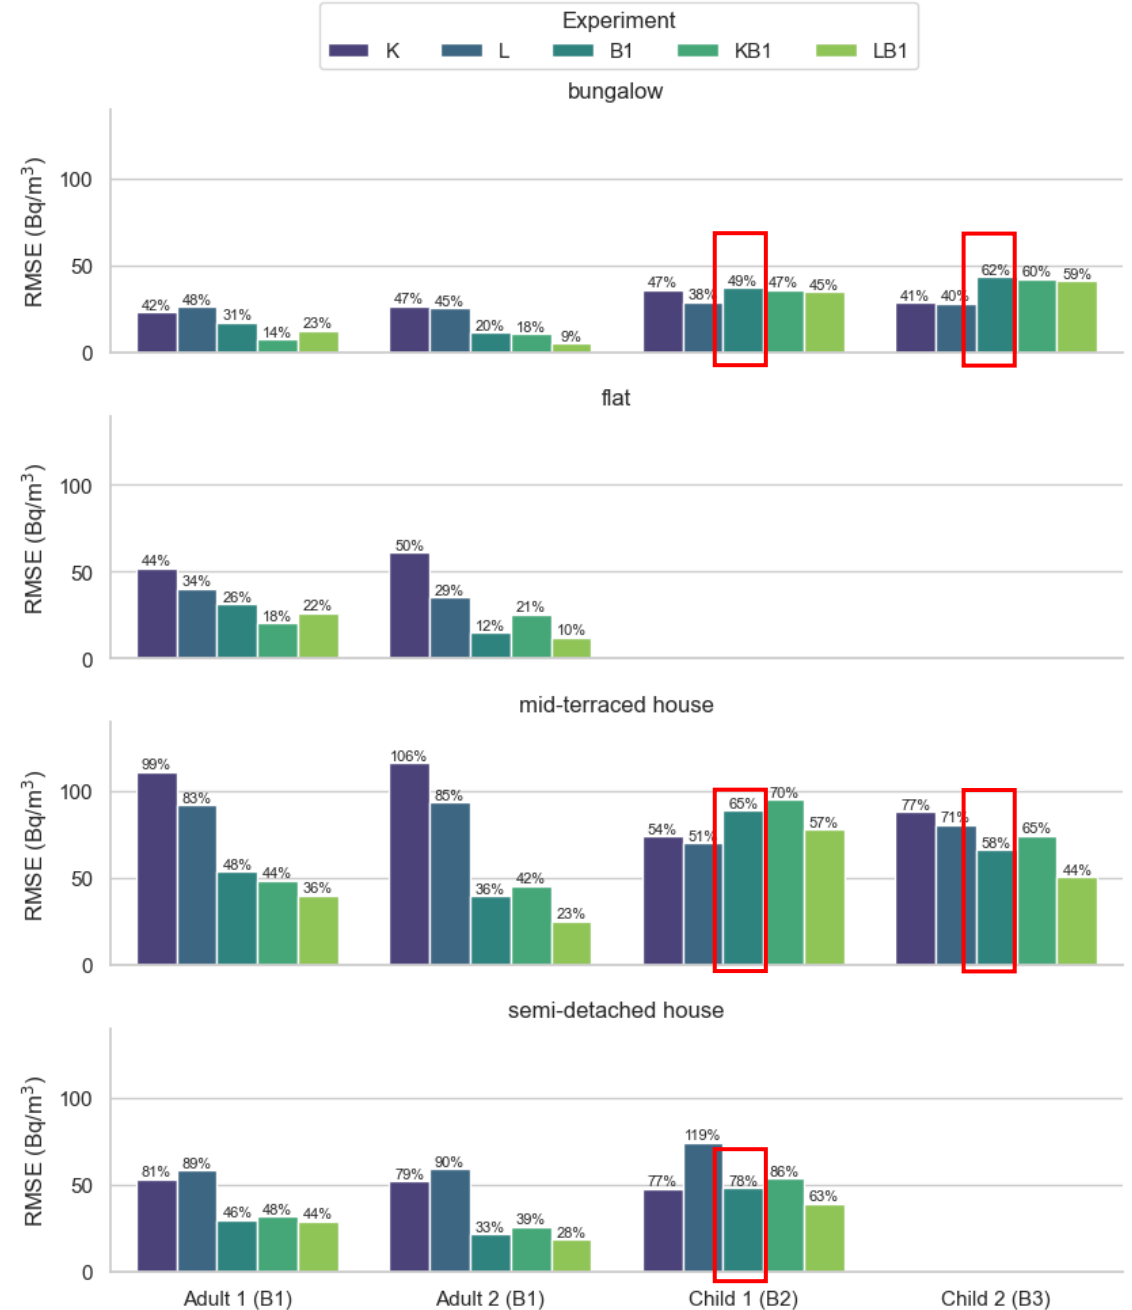 Experiment
K L B1 KB1 LB1
bungalow
RMSE (Bq/m³)
100
50
0
42% 48% 31% 14% 23%
47% 45% 20% 18% 9%
47% 38% 49% 47% 45%
41% 40% 62% 60% 59%
flat
RMSE (Bq/m³)
100
50
0
44% 34% 26% 18% 22%
50% 29% 12% 21% 10%
mid-terraced house
RMSE (Bq/m³)
100
50
0
99% 83% 48% 44% 36%
106% 85% 36% 42% 23%
54% 51% 65% 70% 57%
77% 71% 58% 65% 44%
semi-detached house
RMSE (Bq/m³)
100
50
0
81% 89% 46% 48% 44%
79% 90% 33% 39% 28%
77% 119% 78% 86% 63%
Adult 1 (B1) Adult 2 (B1) Child 1 (B2) Child 2 (B3)